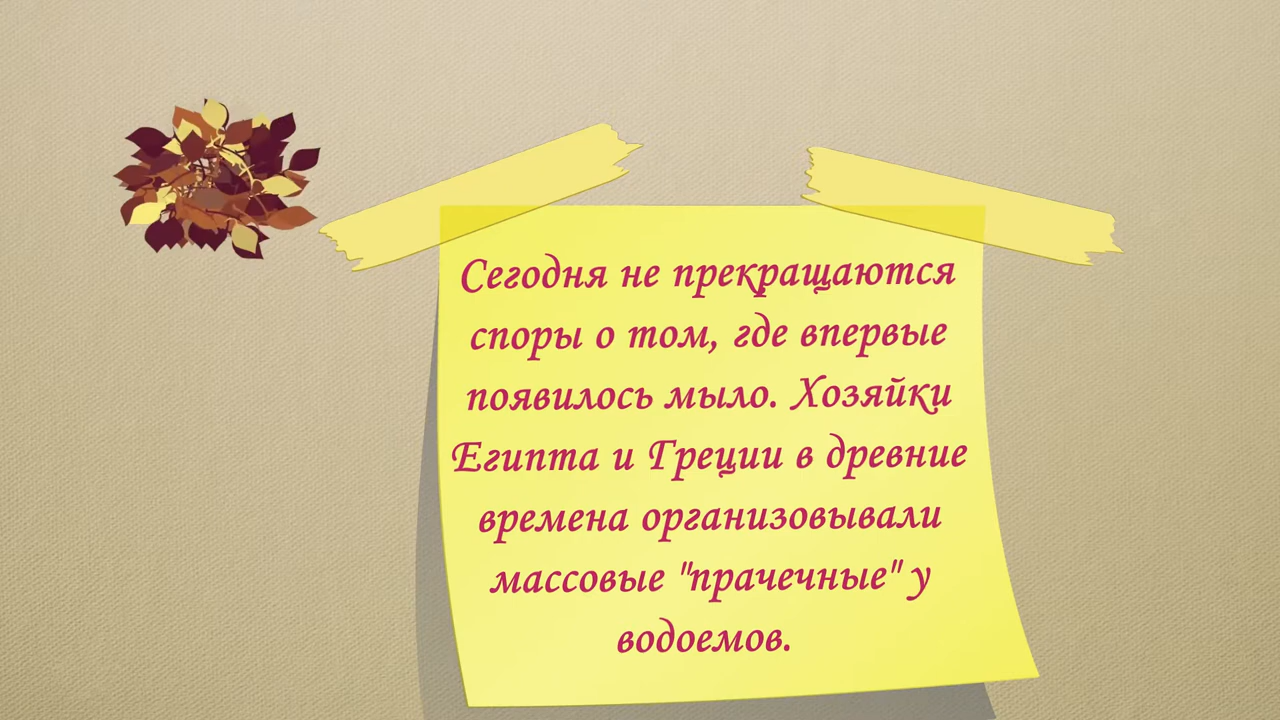 Сегодня не прекращаются
споры о том, где впервые
появилось мыло. Хозяйки
Египта и Греции в древние
времена организовывали
массовые "прачечные" у
водоемов.